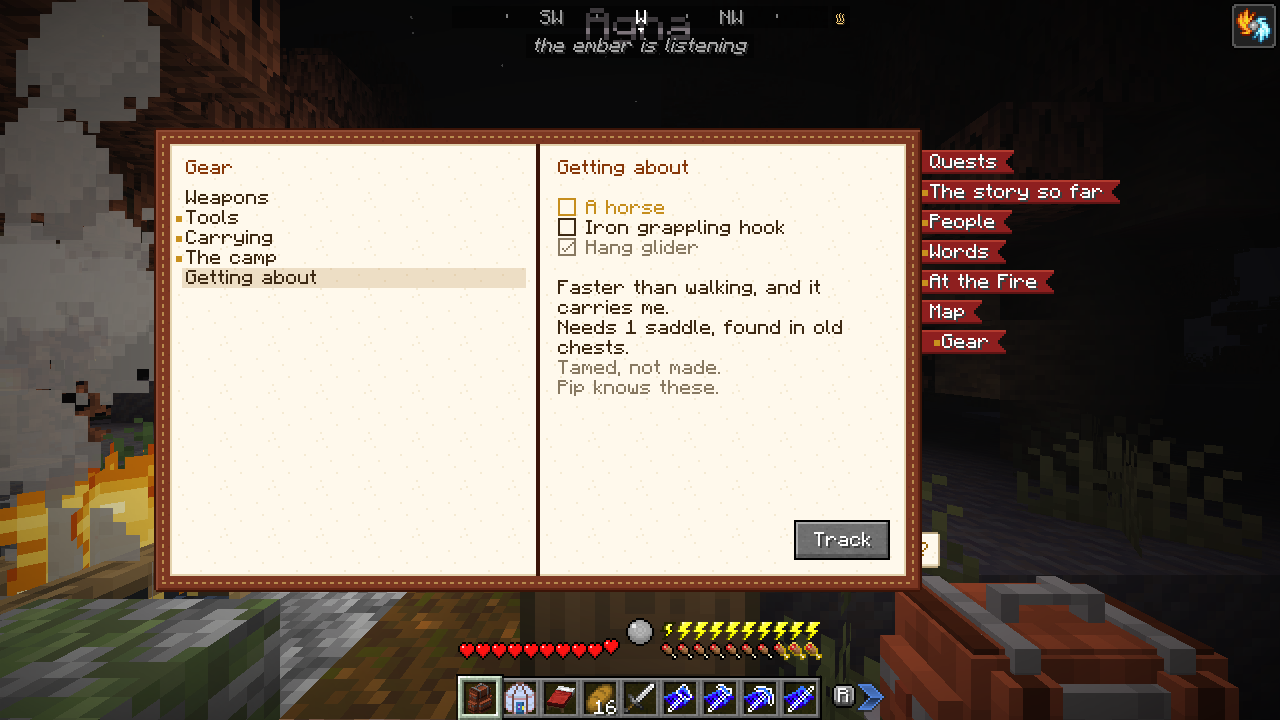 SW W NW
Agna
the ember is listening
Gear
Weapons
Tools
Carrying
The camp
Getting about
Getting about
A horse
Iron grappling hook
Hang glider
Faster than walking, and it
carries me.
Needs 1 saddle, found in old
chests.
Tamed, not made.
Pip knows these.
Track
Quests
The story so far
People
Words
At the Fire
Map
Gear
?
16
R